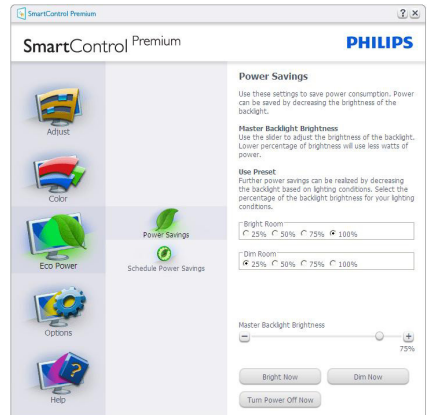 SmartControl Premium
? ×
SmartControl Premium
PHILIPS
Adjust
Color
Eco Power
Options
Help
Power Savings
Schedule Power Savings
Power Savings
Use these settings to save power consumption. Power
can be saved by decreasing the brightness of the
backlight.
Master Backlight Brightness
Use the slider to adjust the brightness of the backlight.
Lower percentage of brightness will use less watts of
power.
Use Preset
Further power savings can be realized by decreasing
the backlight based on lighting conditions. Select the
percentage of the backlight brightness for your lighting
conditions.
Bright Room
25% 50% 75% 100%
Dim Room
25% 50% 75% 100%
Master Backlight Brightness
75%
Bright Now Dim Now
Turn Power Off Now